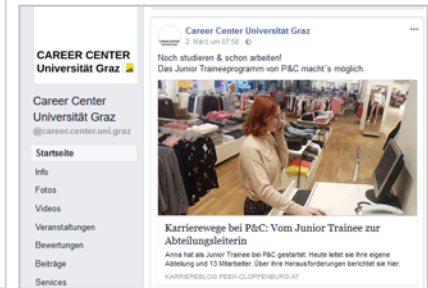 CAREER CENTER
Universität Graz
Career Center
Universität Graz
@career.center.uni.graz
Startseite
Info
Fotos
Videos
Veranstaltungen
Bewertungen
Beiträge
Services
Career Center Universität Graz
2. März um 07:58 ·
Noch studieren & schon arbeiten!
Das Junior Traineeprogramm von P&C macht´s möglich.
Karrierewege bei P&C: Vom Junior Trainee zur
Abteilungsleiterin
Anna hat als Junior Trainee bei P&C gestartet. Heute leitet sie ihre eigene
Abteilung und 13 Mitarbeiter. Über ihre Herausforderungen berichtet sie hier.
KARRIEREBLOG.PEEK-CLOPPENBURG.AT